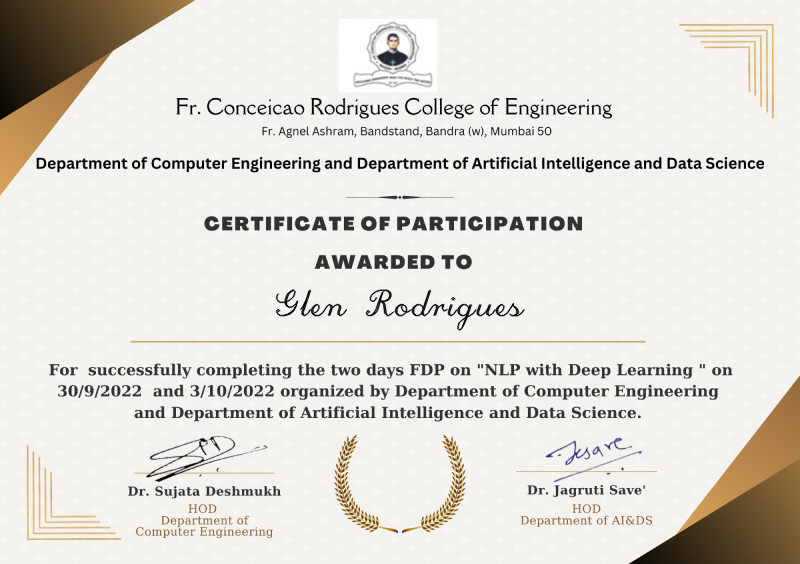 Fr. Conceicao Rodrigues College of Engineering
Fr. Agnel Ashram, Bandstand, Bandra (w), Mumbai 50
Department of Computer Engineering and Department of Artificial Intelligence and Data Science
CERTIFICATE OF PARTICIPATION
AWARDED TO
Glen Rodrigues
For successfully completing the two days FDP on "NLP with Deep Learning " on
30/9/2022 and 3/10/2022 organized by Department of Computer Engineering
and Department of Artificial Intelligence and Data Science.
Dr. Sujata Deshmukh
HOD
Department of
Computer Engineering
Dr. Jagruti Save'
HOD
Department of AI&DS